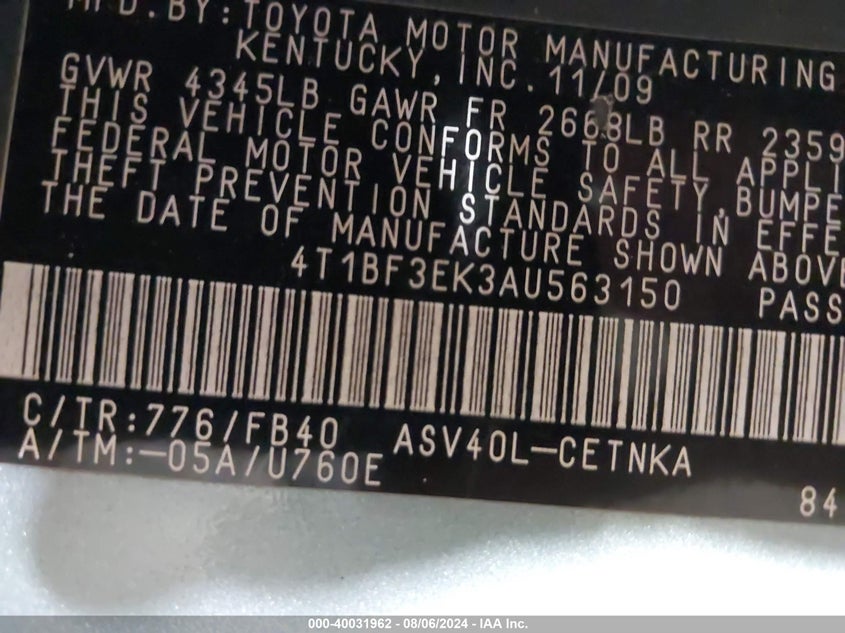 MFD. BY: TOYOTA MOTOR MANUFACTURING
KENTUCKY, INC. 11/09
GVWR 4345LB GAWR FR 2668LB RR 2359
THIS VEHICLE CONFORMS TO ALL APPLI
FEDERAL MOTOR VEHICLE SAFETY, BUMPE
THEFT PREVENTION STANDARDS IN EFFE
THE DATE OF MANUFACTURE SHOWN ABOVE
4T1BF3EK3AU563150 PASS
C/TR:776/FB40 ASV40L-CETNKA
A/TM:-05A/U760E
84
000-40031962 - 08/06/2024 - IAA Inc.